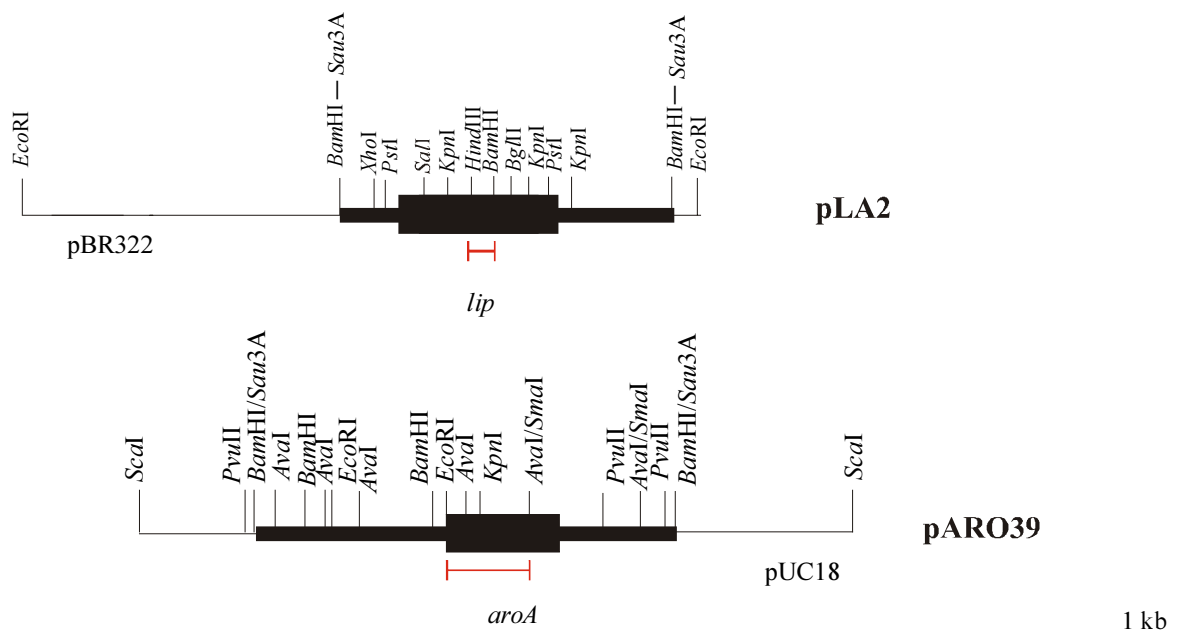 EcoRI
BamHI — Sau3A
XhoI
PstI
SalI
KpnI
HindIII
BamHI
BglII
KpnI
PstI
KpnI
BamHI — Sau3A
EcoRI
pLA2
pBR322
lip
ScaI
PvuII
BamHI/Sau3A
AvaI
BamHI
AvaI
EcoRI
AvaI
BamHI
EcoRI
AvaI
KpnI
AvaI/SmaI
PvuII
AvaI/SmaI
PvuII
BamHI/Sau3A
ScaI
pARO39
pUC18
aroA
1 kb